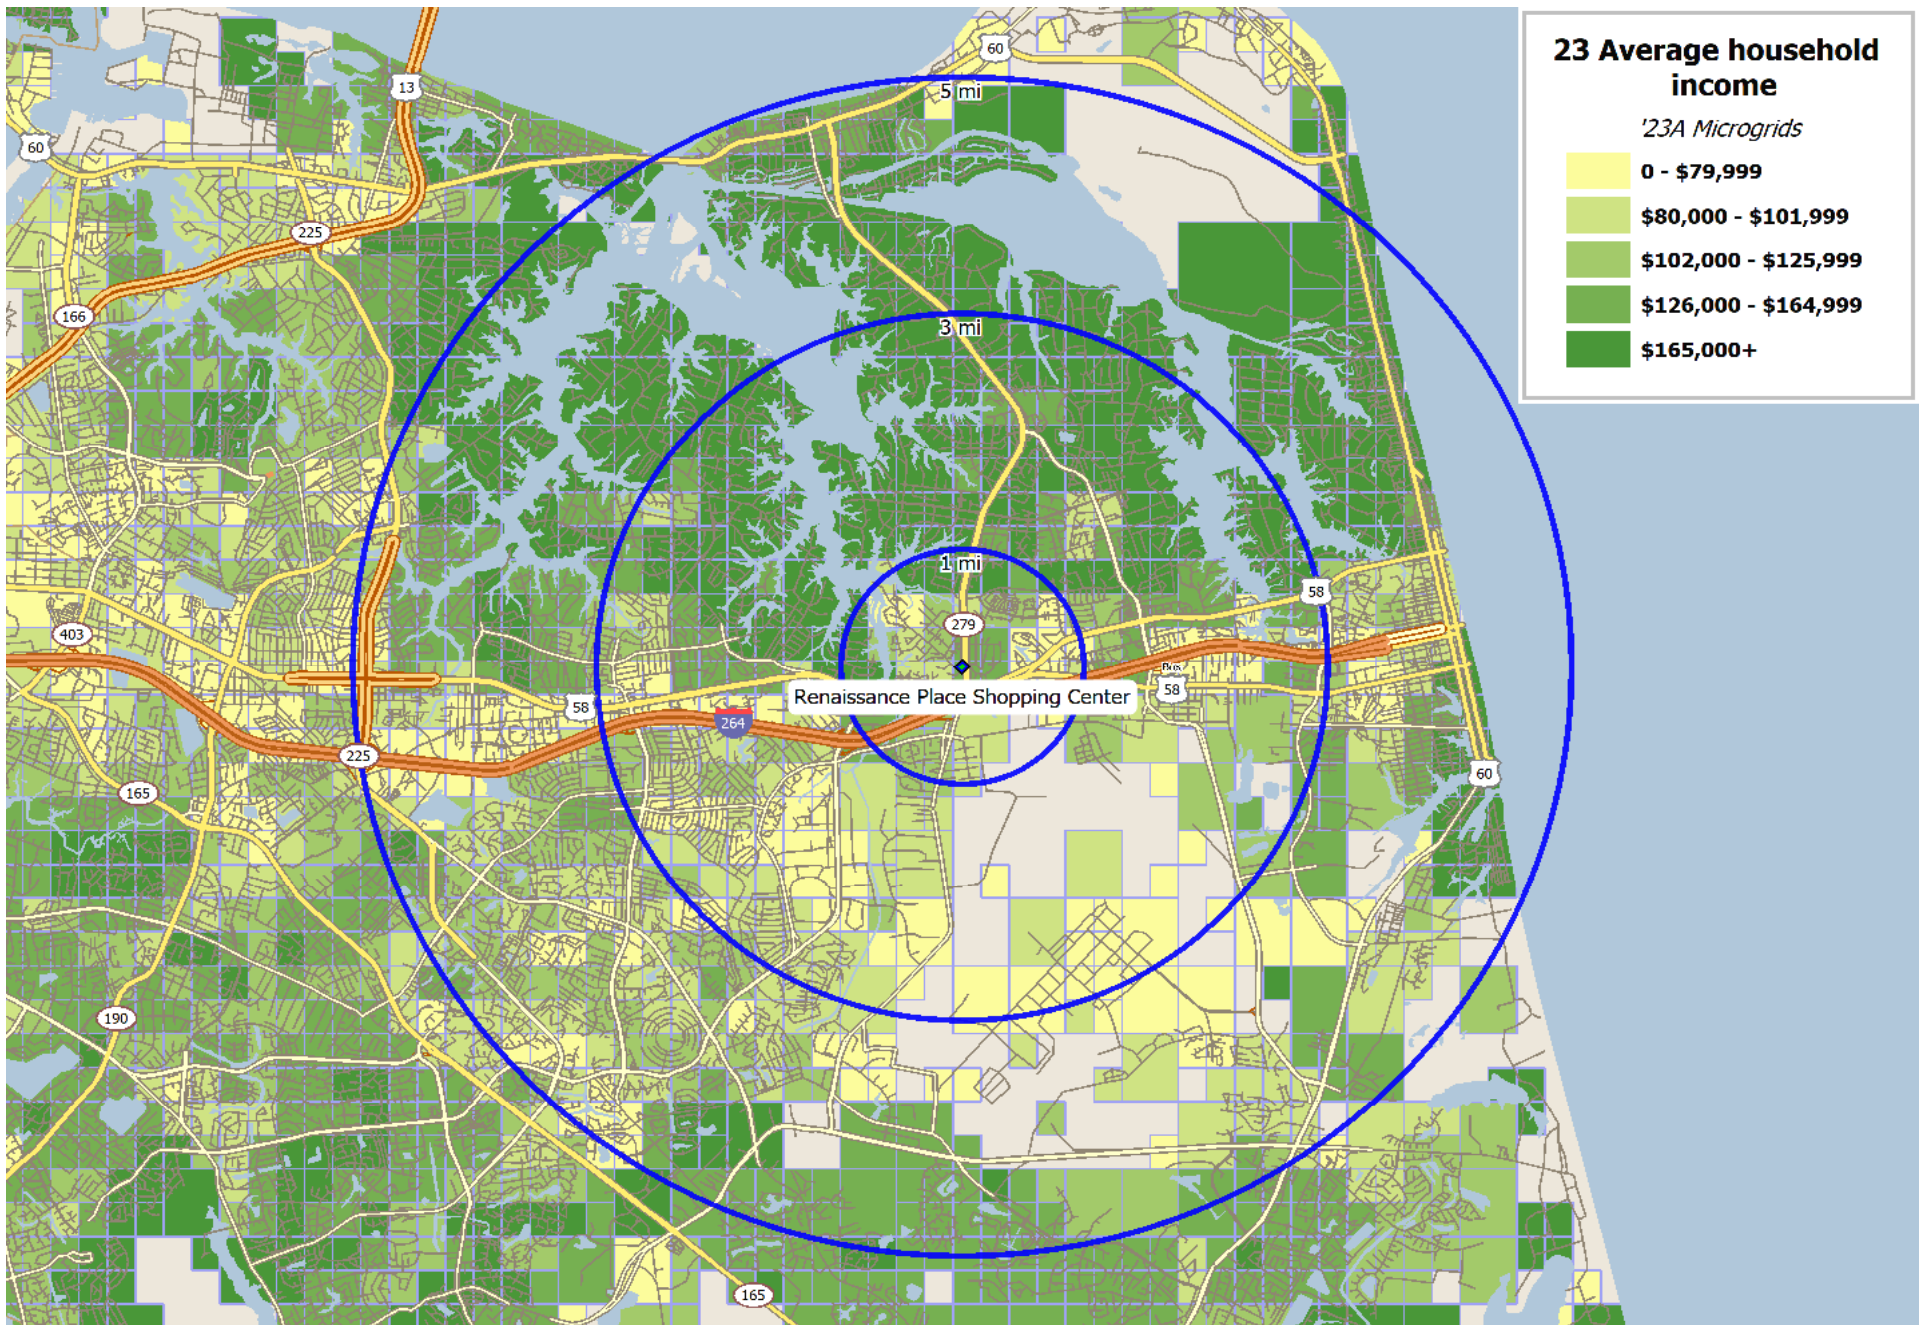 23 Average household
income
'23A Microgrids
0 - $79,999
$80,000 - $101,999
$102,000 - $125,999
$126,000 - $164,999
$165,000+
60
13
5 mi
60
225
166
3 mi
1 mi
58
279
403
Bus
58
58
Renaissance Place Shopping Center
264
225
60
165
190
165